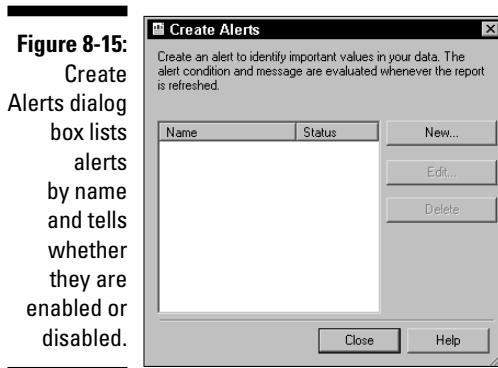 Figure 8-15:
Create
Alerts dialog
box lists
alerts
by name
and tells
whether
they are
enabled or
disabled.
Create Alerts
Create an alert to identify important values in your data. The
alert condition and message are evaluated whenever the report
is refreshed.
Name Status
New...
Edit...
Delete
Close Help